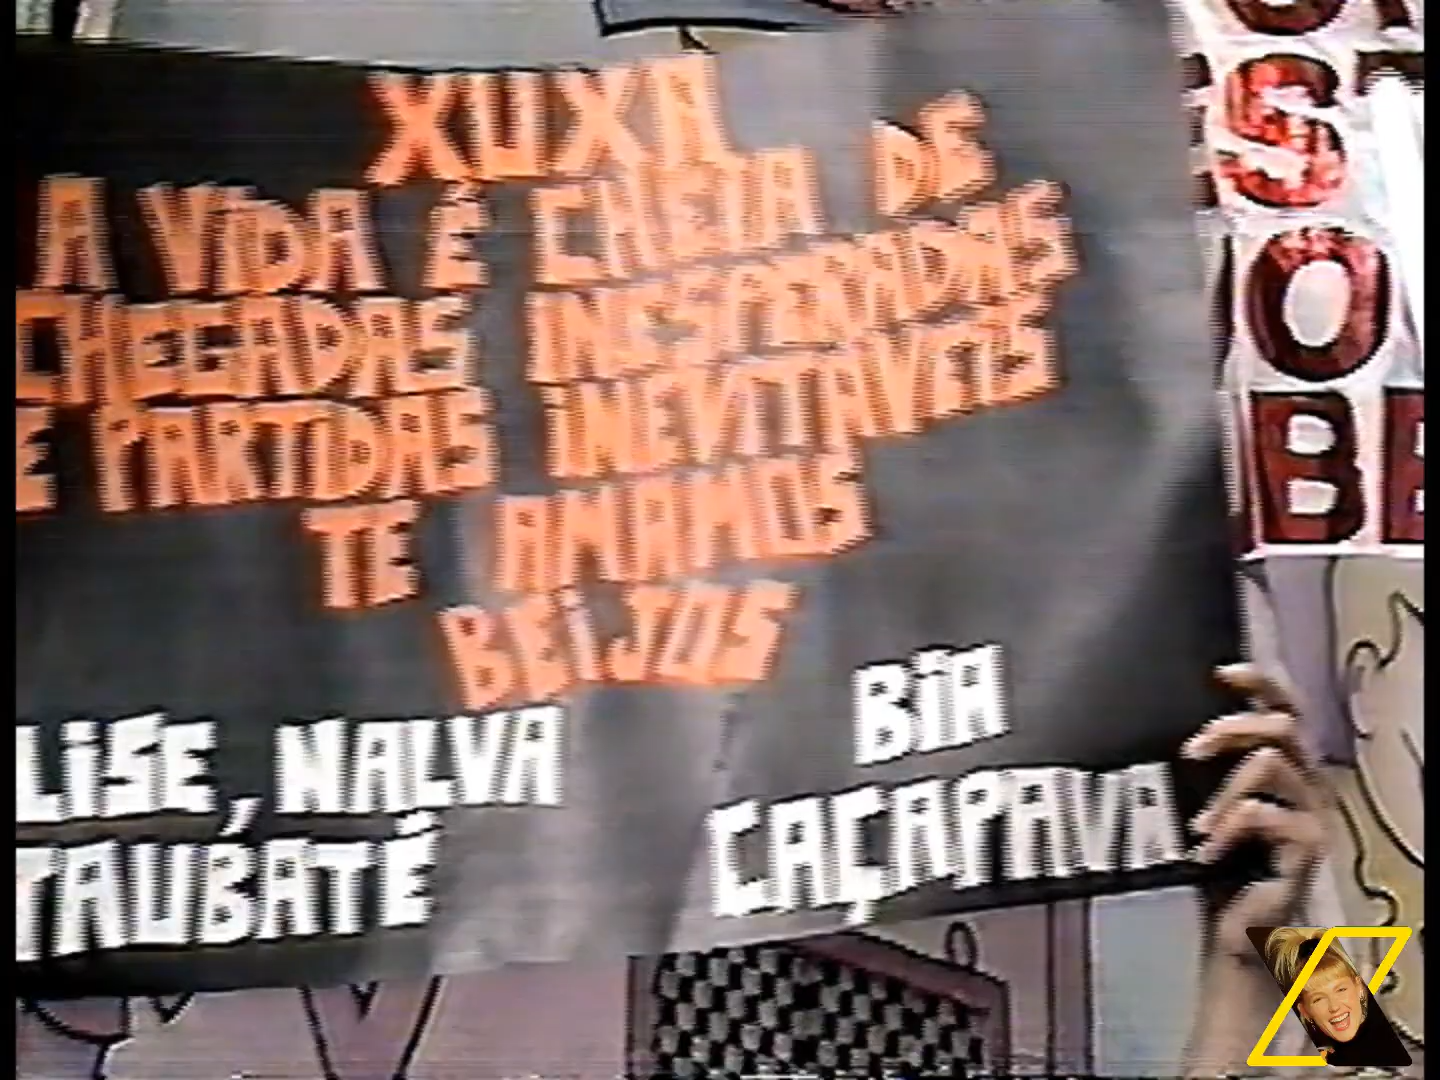 XUXA
A ViDA É CHEIA DE
CHEGADAS INESPERADAS
E PARTIDAS iNEVITÁVEIS
TE AMAMOS
BEiJOS
BiA
LiSE, NALVA
CAÇAPAVA
TAUBATÉ
S
O
B